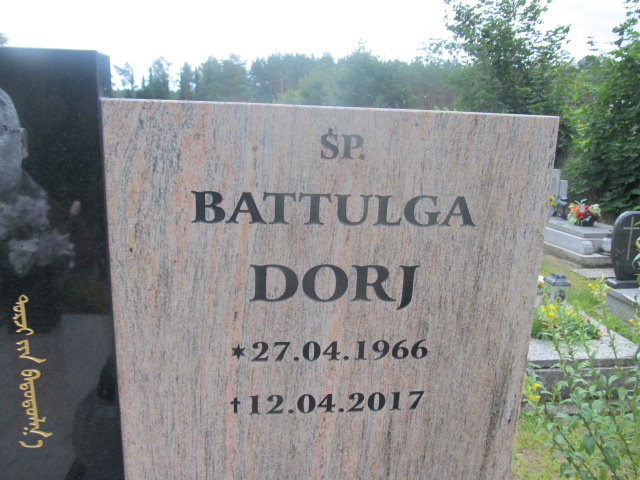 ŚP.
BATTULGA
DORJ
*27.04.1966
†12.04.2017